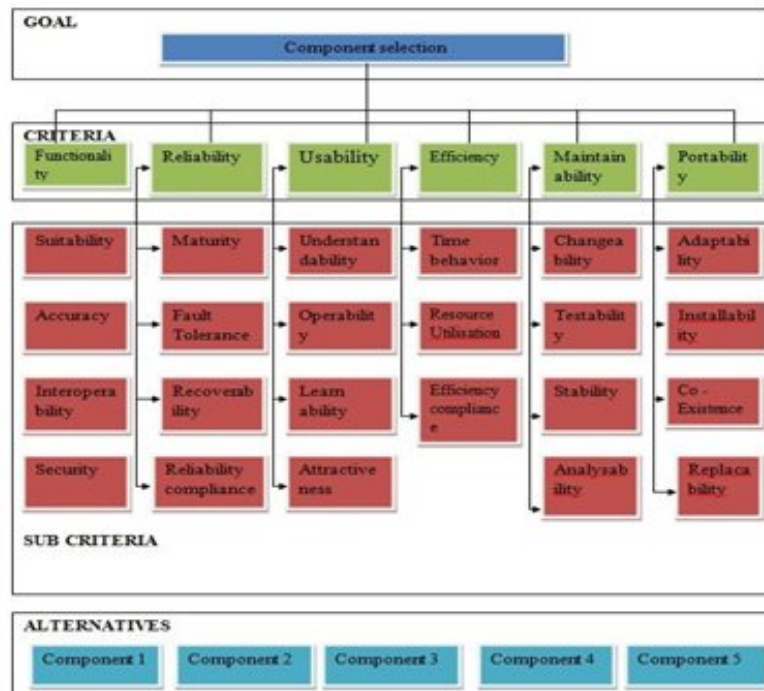 GOAL
Component selection
CRITERIA
Functionali
ty
Reliability
Usability
Efficiency
Maintain
ability
Portabilit
y
Suitability
Maturity
Understan
dability
Time
behavior
Changea
bility
Adaptabi
lity
Accuracy
Fault
Tolerance
Operabilit
y
Resource
Utilisation
Testabilit
y
Installabil
ity
Interopera
bility
Recoverab
ility
Learn
ability
Efficiency
complianc
e
Stability
Co -
Existence
Security
Reliability
compliance
Attractive
ness
Analysab
ility
Replaca
bility
SUB CRITERIA
ALTERNATIVES
Component 1
Component 2
Component 3
Component 4
Component 5